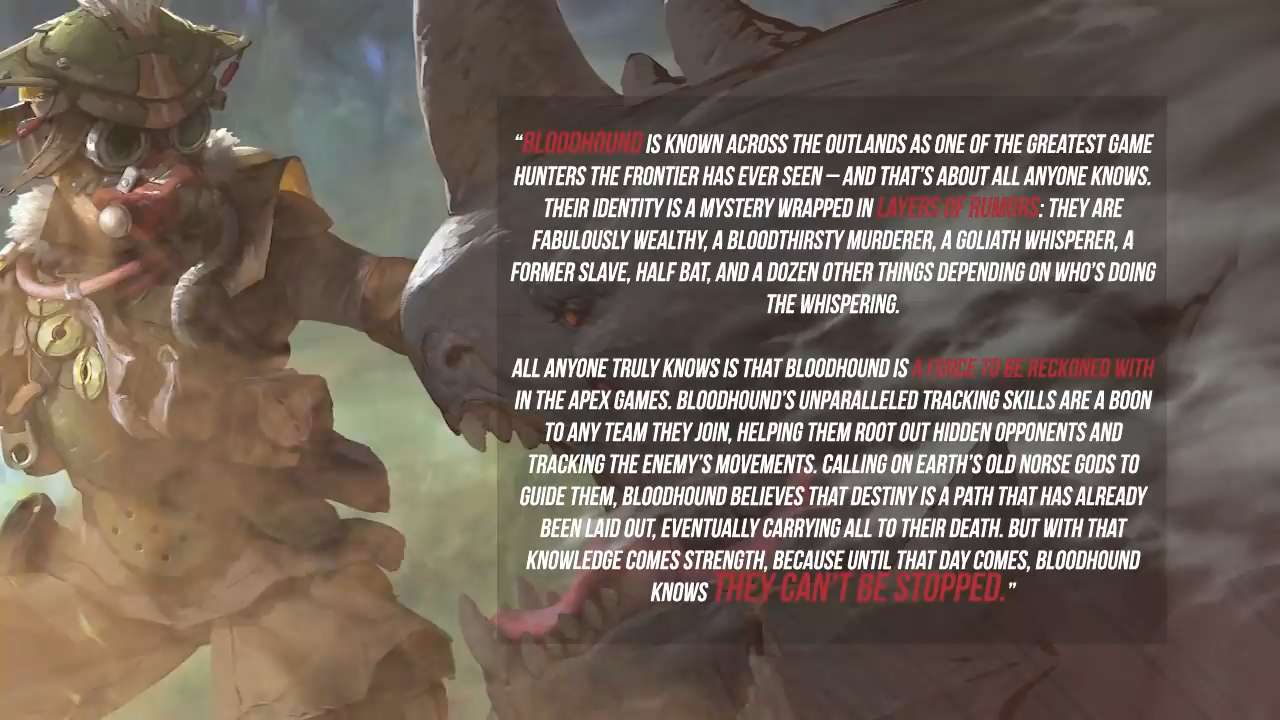 “BLOODHOUND IS KNOWN ACROSS THE OUTLANDS AS ONE OF THE GREATEST GAME
HUNTERS THE FRONTIER HAS EVER SEEN – AND THAT'S ABOUT ALL ANYONE KNOWS.
THEIR IDENTITY IS A MYSTERY WRAPPED IN LAYERS OF RUMORS: THEY ARE
FABULOUSLY WEALTHY, A BLOODTHIRSTY MURDERER, A GOLIATH WHISPERER, A
FORMER SLAVE, HALF BAT, AND A DOZEN OTHER THINGS DEPENDING ON WHO'S DOING
THE WHISPERING.
ALL ANYONE TRULY KNOWS IS THAT BLOODHOUND IS A FORCE TO BE RECKONED WITH
IN THE APEX GAMES. BLOODHOUND'S UNPARALLELED TRACKING SKILLS ARE A BOON
TO ANY TEAM THEY JOIN, HELPING THEM ROOT OUT HIDDEN OPPONENTS AND
TRACKING THE ENEMY'S MOVEMENTS. CALLING ON EARTH'S OLD NORSE GODS TO
GUIDE THEM, BLOODHOUND BELIEVES THAT DESTINY IS A PATH THAT HAS ALREADY
BEEN LAID OUT, EVENTUALLY CARRYING ALL TO THEIR DEATH. BUT WITH THAT
KNOWLEDGE COMES STRENGTH, BECAUSE UNTIL THAT DAY COMES, BLOODHOUND
KNOWS THEY CAN'T BE STOPPED.”